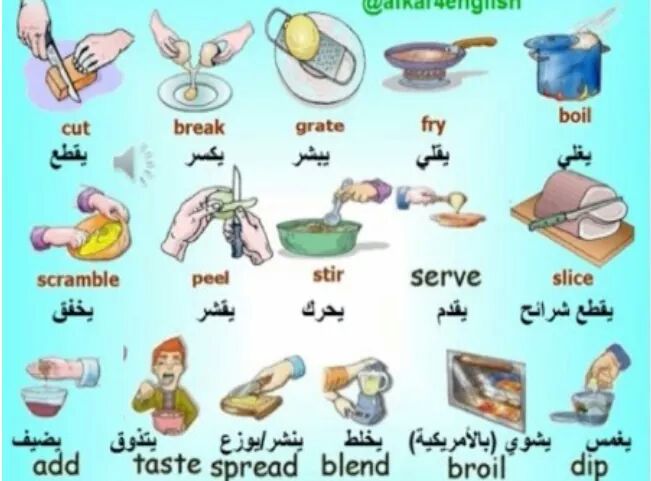 @afkar4english
cut break grate fry boil
يقطع يكسر يبشر يقلي يغلي
scramble peel stir serve slice
يخفق يقشر يحرك يقدم يقطع شرائح
يضيف يتذوق ينشر/يوزع يخلط يشوي (بالأمريكية) يغمس
add taste spread blend broil dip